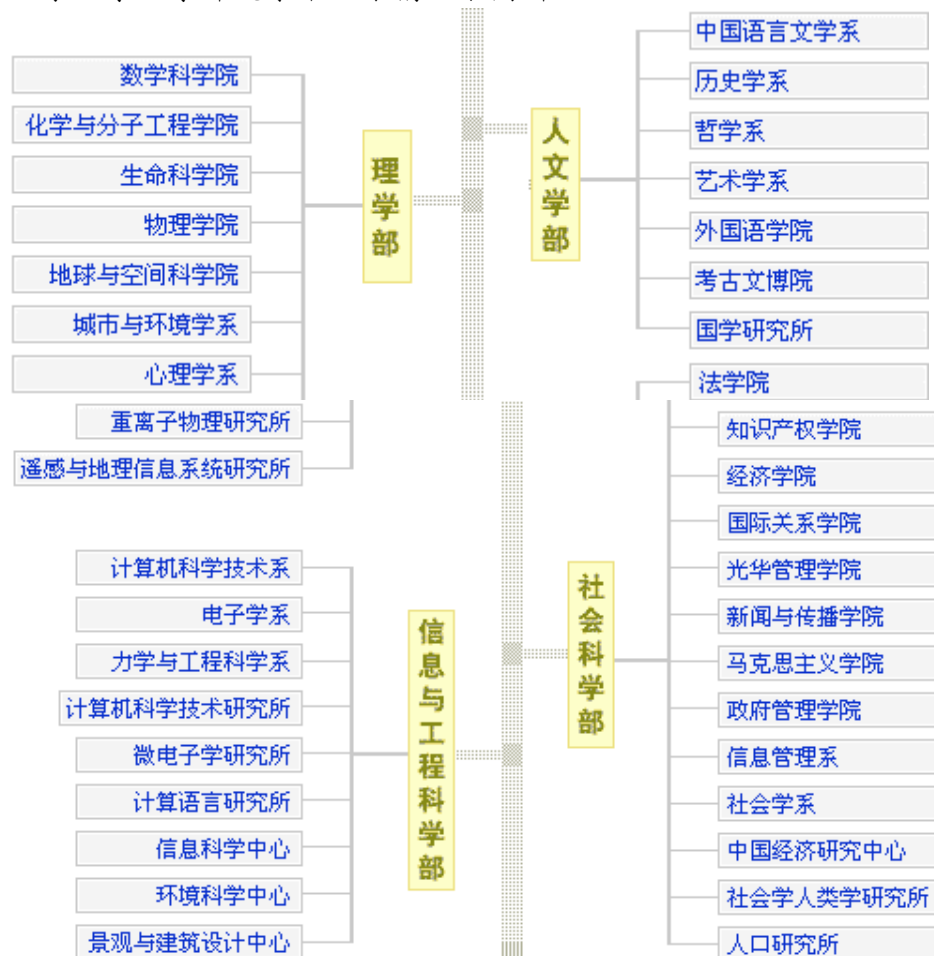 数学科学院
化学与分子工程学院
生命科学院
物理学院
地球与空间科学院
城市与环境学系
心理学系
重离子物理研究所
遥感与地理信息系统研究所
理学部
人文学部
中国语言文学系
历史学系
哲学系
艺术学系
外国语学院
考古文博院
国学研究所
计算机科学技术系
电子学系
力学与工程科学系
计算机科学技术研究所
微电子学研究所
计算语言研究所
信息科学中心
环境科学中心
景观与建筑设计中心
信息与工程科学部
社会科学部
法学院
知识产权学院
经济学院
国际关系学院
光华管理学院
新闻与传播学院
马克思主义学院
政府管理学院
信息管理系
社会学系
中国经济研究中心
社会学人类学研究所
人口研究所